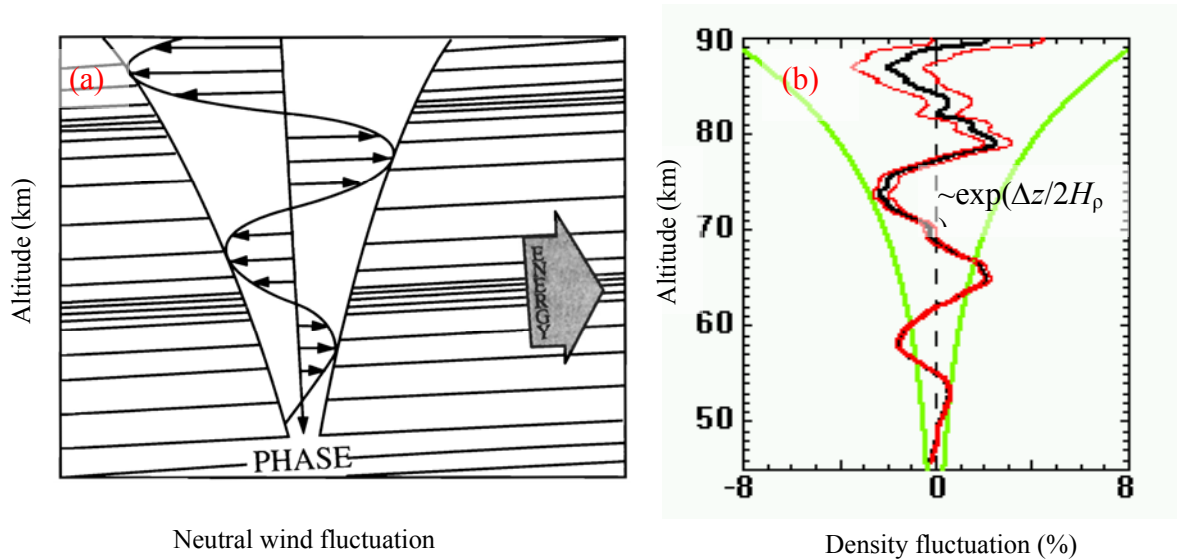 (a)
Altitude (km)
ENERGY
PHASE
Neutral wind fluctuation
(b)
90
80
70
60
50
Altitude (km)
~exp(Δz/2Hρ
-8
0
8
Density fluctuation (%)